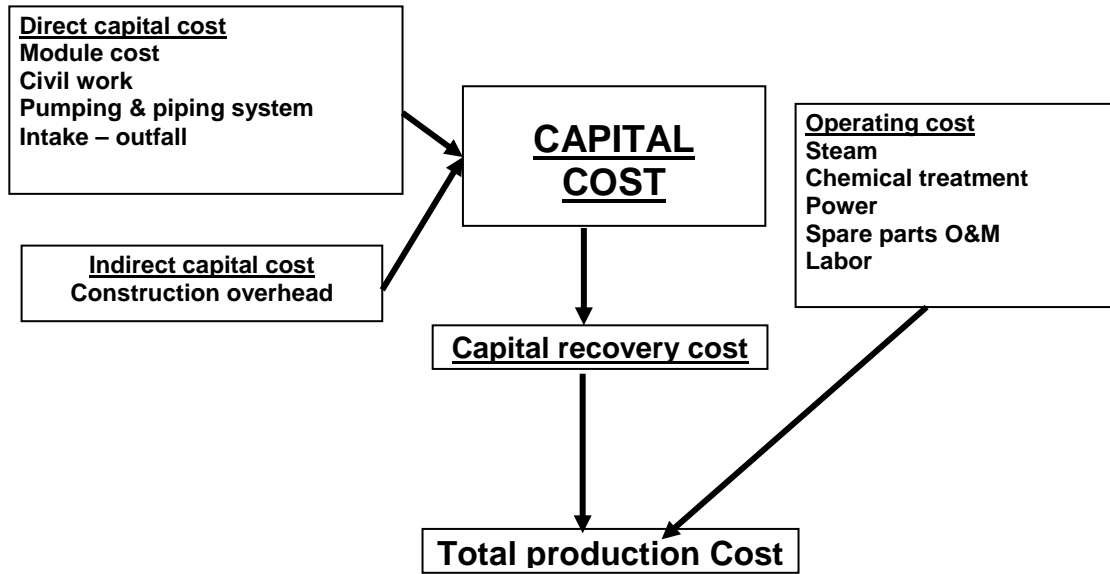 Direct capital cost
Module cost
Civil work
Pumping & piping system
Intake – outfall
CAPITAL
COST
Operating cost
Steam
Chemical treatment
Power
Spare parts O&M
Labor
Indirect capital cost
Construction overhead
Capital recovery cost
Total production Cost